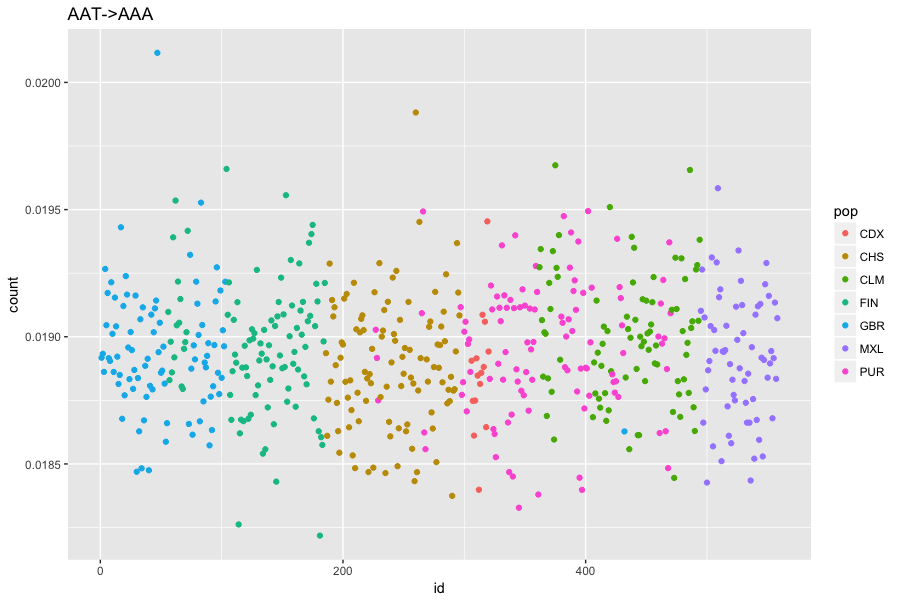 AAT->AAA
count
0.0200
0.0195
0.0190
0.0185
0
200
400
id
pop
CDX
CHS
CLM
FIN
GBR
MXL
PUR